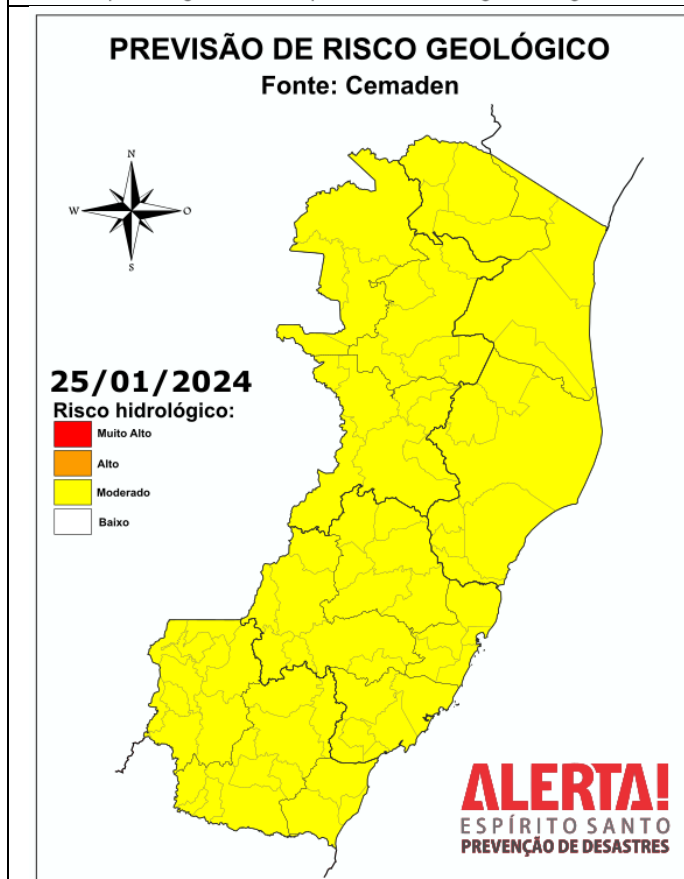 PREVISÃO DE RISCO GEOLÓGICO
Fonte: Cemaden
N
W
O
S
25/01/2024
Risco hidrológico:
Muito Alto
Alto
Moderado
Baixo
ALERTA!
ESPÍRITO SANTO
PREVENÇÃO DE DESASTRES